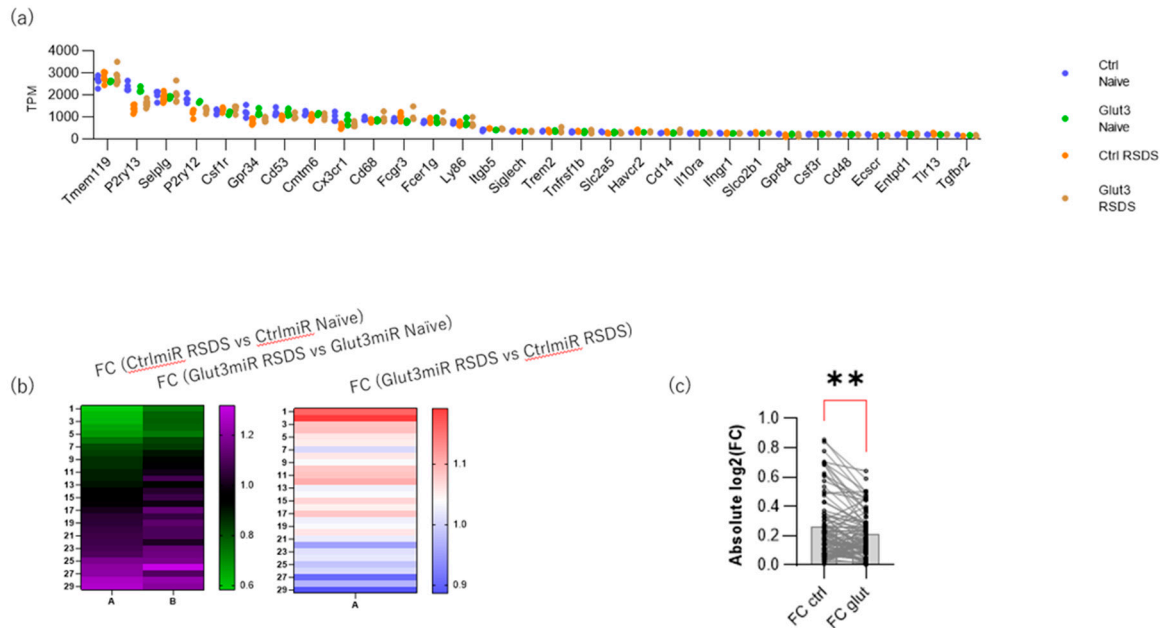 (a)
4000
3000
2000
1000
0
TPM
Tmem119
P2ry13
Selplg
P2ry12
Csf1r
Gpr34
Cd53
Cmtm6
Cx3cr1
Cd68
Fcgr3
Fcer1g
Ly86
Itgb5
Siglech
Trem2
Tnfrsf1b
Slc2a5
Havcr2
Cd14
Il10ra
Ifngr1
Slco2b1
Gpr84
Csf3r
Cd48
Ecscr
Entpd1
Tlr13
Tgfbr2
Ctrl
Naive
Glut3
Naive
Ctrl RSDS
Glut3
RSDS
(b)
FC (CtrlmiR RSDS vs CtrlmiR Naïve)
FC (Glut3miR RSDS vs Glut3miR Naïve)
1
3
5
7
9
11
13
15
17
19
21
23
25
27
29
A
B
1.2
1.0
0.8
0.6
FC (Glut3miR RSDS vs CtrlmiR RSDS)
1
3
5
7
9
11
13
15
17
19
21
23
25
27
29
A
1.1
1.0
0.9
(c)
**
Absolute log2(FC)
1.0
0.8
0.6
0.4
0.2
0.0
FC ctrl
FC glut